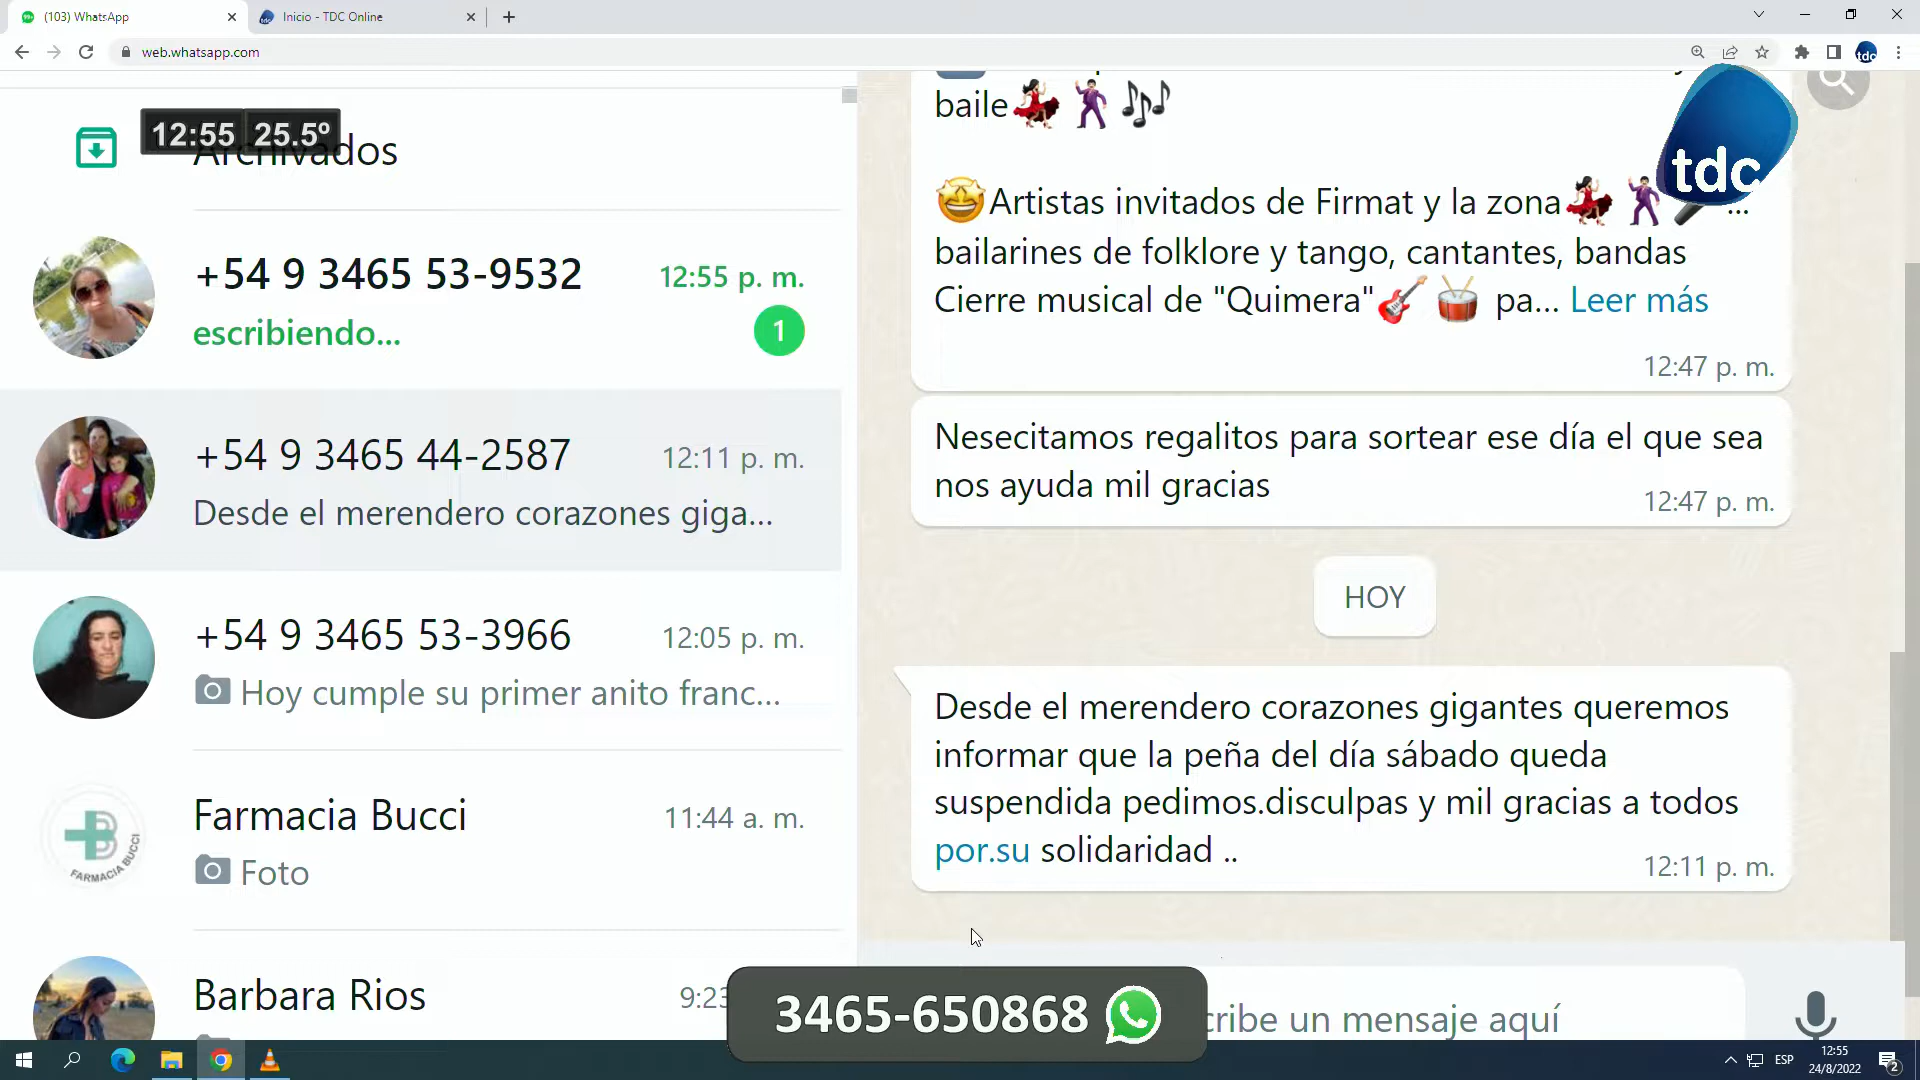 (103) WhatsApp
Inicio - TDC Online
web.whatsapp.com
tdc
12:55 25.5º
Archivados
+54 9 3465 53-9532 12:55 p. m.
escribiendo... 1
+54 9 3465 44-2587 12:11 p. m.
Desde el merendero corazones giga...
+54 9 3465 53-3966 12:05 p. m.
Hoy cumple su primer anito franc...
Farmacia Bucci 11:44 a. m.
Foto
FARMACIA BUCCI
Barbara Rios 9:23
baile
tdc
Artistas invitados de Firmat y la zona ...
bailarines de folklore y tango, cantantes, bandas
Cierre musical de "Quimera" pa... Leer más
12:47 p. m.
Nesecitamos regalitos para sortear ese día el que sea
nos ayuda mil gracias
12:47 p. m.
HOY
Desde el merendero corazones gigantes queremos
informar que la peña del día sábado queda
suspendida pedimos.disculpas y mil gracias a todos
por.su solidaridad ..
12:11 p. m.
3465-650868
cribe un mensaje aquí
ESP
12:55
24/8/2022
2